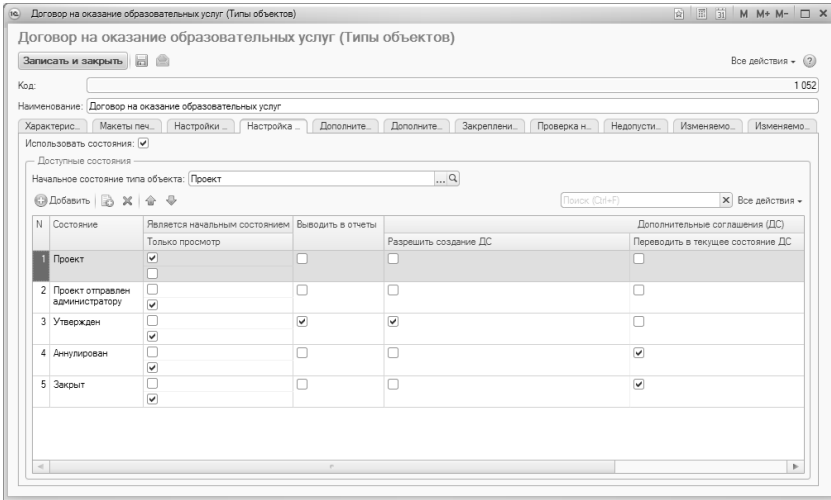 Договор на оказание образовательных услуг (Типы объектов)
M M+ M-
Договор на оказание образовательных услуг (Типы объектов)
Записать и закрыть
Все действия
Код: 1 052
Наименование: Договор на оказание образовательных услуг
Характерис... Макеты печ... Настройки ... Настройка ... Дополните... Дополните... Закреплени... Проверка н... Недопусти... Изменяемо... Изменяемо...
Использовать состояния:
Доступные состояния
Начальное состояние типа объекта: Проект ...
Добавить Поиск (Ctrl+F) Все действия
N Состояние Является начальным состоянием Выводить в отчеты Дополнительные соглашения (ДС)
Только просмотр Разрешить создание ДС Переводить в текущее состояние ДС
1 Проект
2 Проект отправлен
администратору
3 Утвержден
4 Аннулирован
5 Закрыт